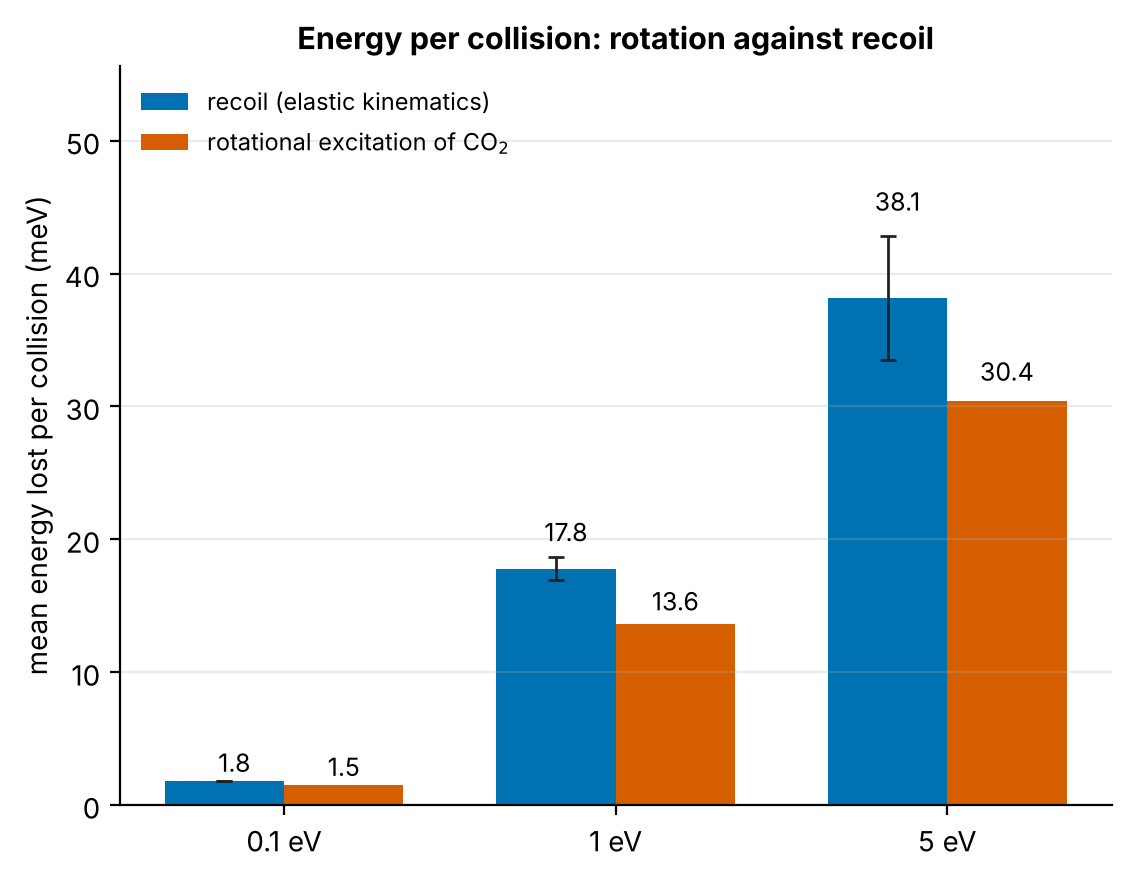 Energy per collision: rotation against recoil
recoil (elastic kinematics)
rotational excitation of CO₂
mean energy lost per collision (meV)
50
40
30
20
10
0
1.8
1.5
17.8
13.6
38.1
30.4
0.1 eV
1 eV
5 eV